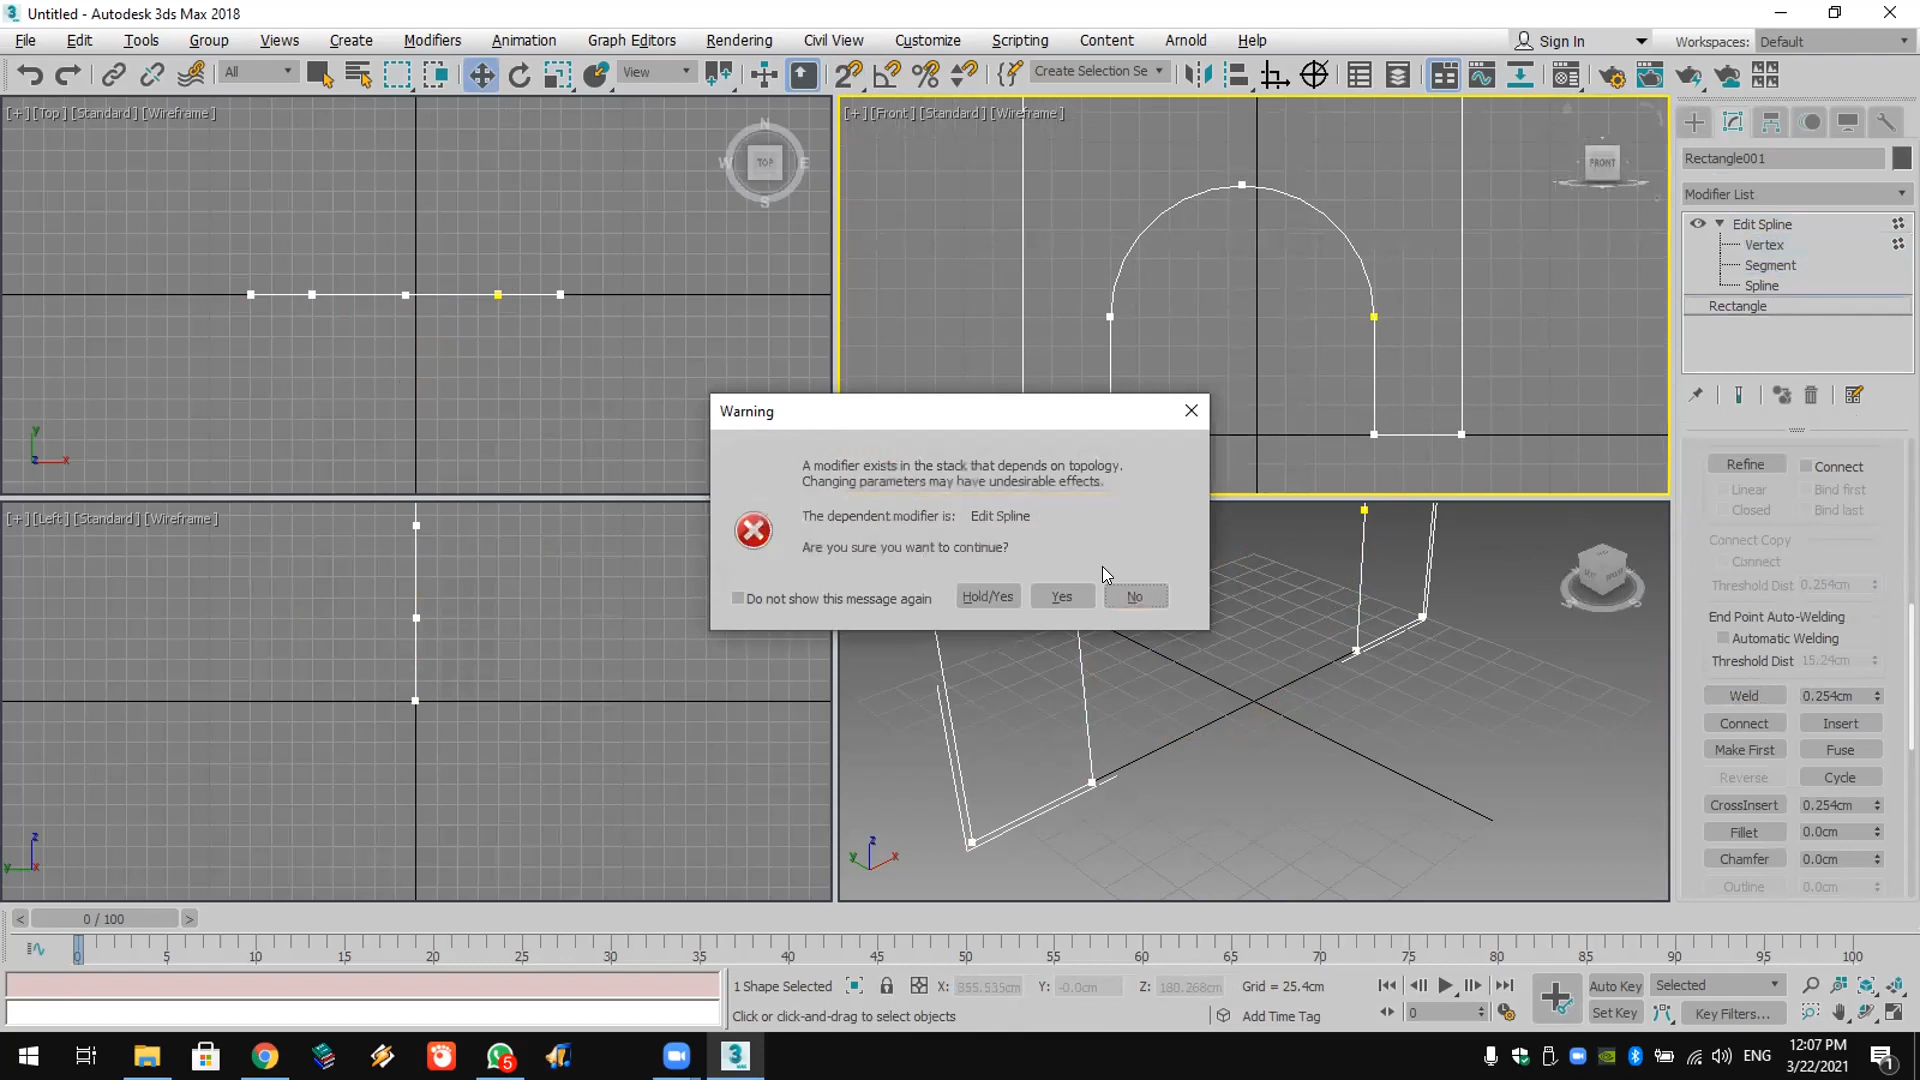 Untitled - Autodesk 3ds Max 2018
File Edit Tools Group Views Create Modifiers Animation Graph Editors Rendering Civil View Customize Scripting Content Arnold Help Sign In Workspaces: Default
All View Create Selection Se
[+] [Top] [Standard] [Wireframe]
[+] [Front] [Standard] [Wireframe]
N
W TOP E
S
FRONT
Rectangle001
Modifier List
Edit Spline
Vertex
Segment
Spline
Rectangle
y
z x
Warning
A modifier exists in the stack that depends on topology.
Changing parameters may have undesirable effects.
The dependent modifier is: Edit Spline
Are you sure you want to continue?
Do not show this message again Hold/Yes Yes No
[+] [Left] [Standard] [Wireframe]
z
y x
z
y x
Refine Connect
Linear Bind first
Closed Bind last
Connect Copy
Connect
Threshold Dist 0.254cm
End Point Auto-Welding
Automatic Welding
Threshold Dist 15.24cm
Weld 0.254cm
Connect Insert
Make First Fuse
Reverse Cycle
CrossInsert 0.254cm
Fillet 0.0cm
Chamfer 0.0cm
Outline 0.0cm
< 0 / 100 >
0 5 10 15 20 25 30 35 40 45 50 55 60 65 70 75 80 85 90 95 100
1 Shape Selected X: 355.535cm Y: -0.0cm Z: 180.268cm Grid = 25.4cm Auto Key Selected
Click or click-and-drag to select objects Add Time Tag 0 Set Key Key Filters...
5 3 MAX ENG 12:07 PM
3/22/2021 1